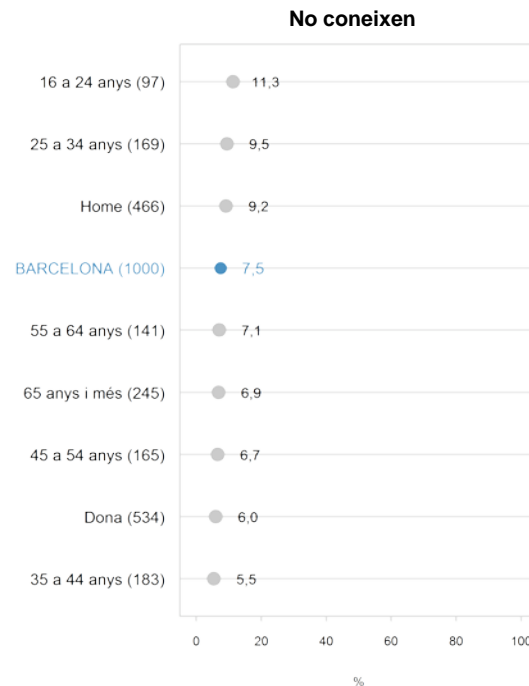 No coneixen
16 a 24 anys (97) 11,3
25 a 34 anys (169) 9,5
Home (466) 9,2
BARCELONA (1000) 7,5
55 a 64 anys (141) 7,1
65 anys i més (245) 6,9
45 a 54 anys (165) 6,7
Dona (534) 6,0
35 a 44 anys (183) 5,5
0 20 40 60 80 100
%